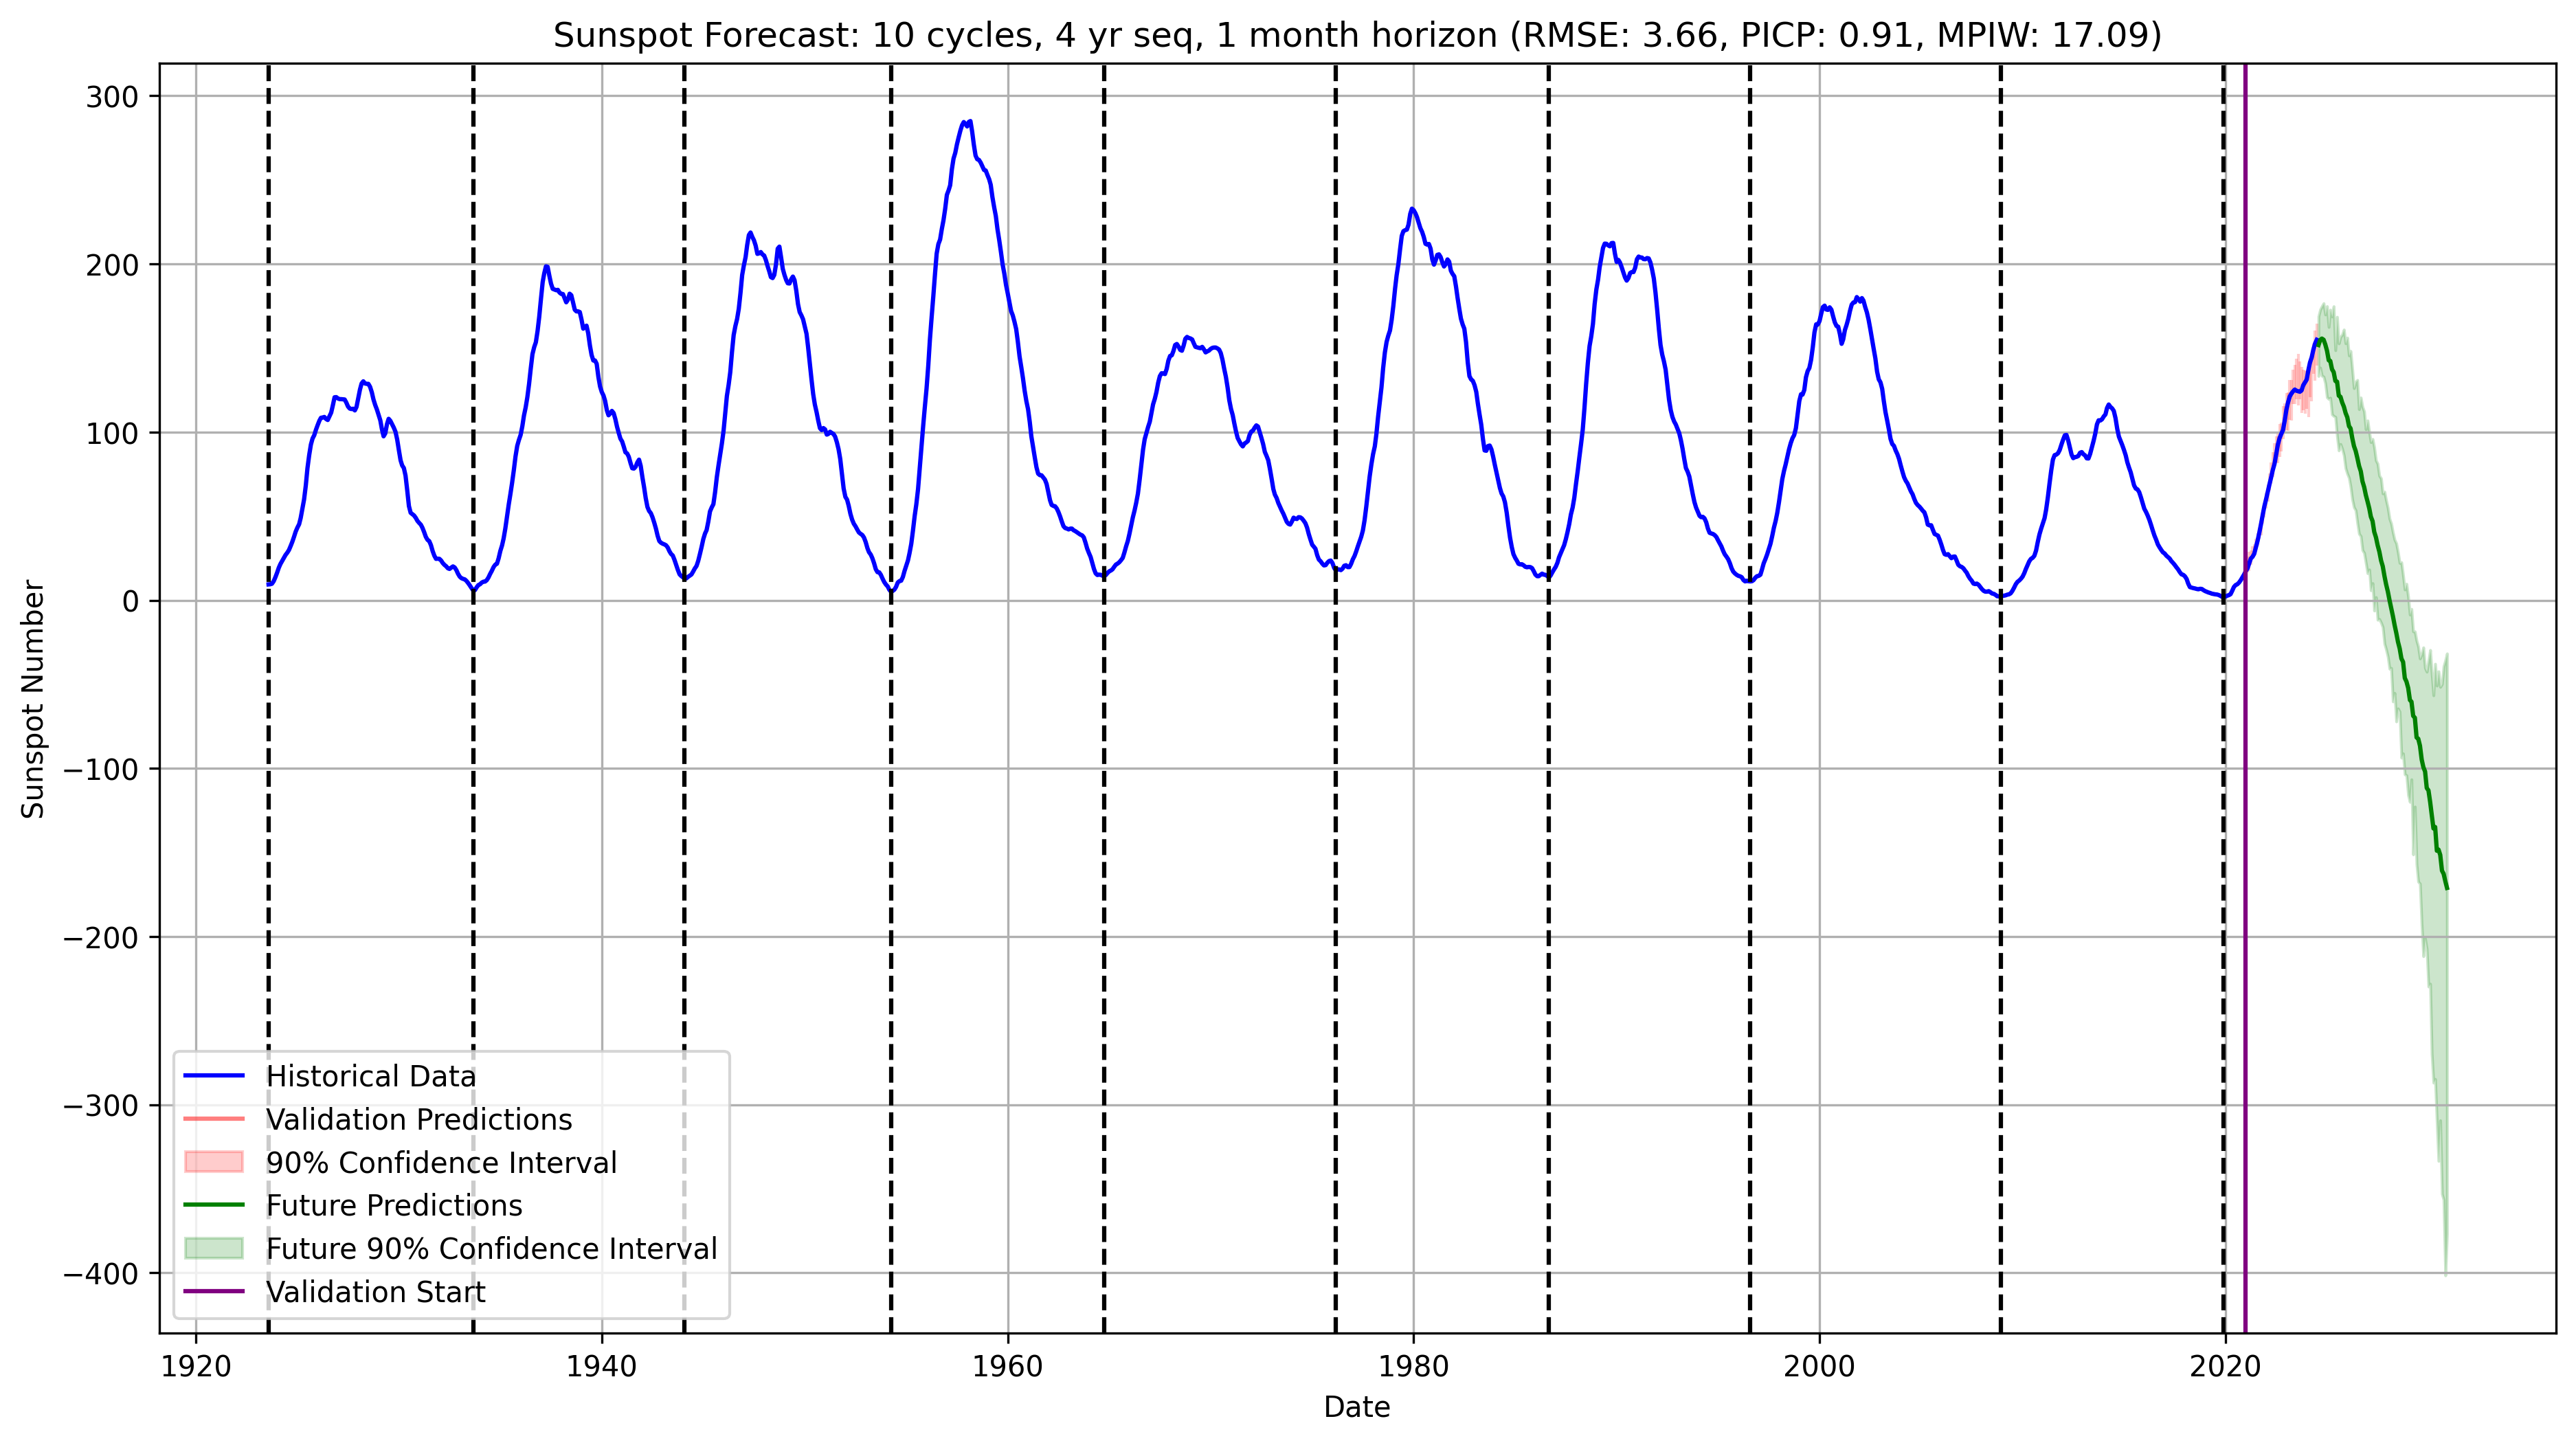 Sunspot Forecast: 10 cycles, 4 yr seq, 1 month horizon (RMSE: 3.66, PICP: 0.91, MPIW: 17.09)
Sunspot Number
300
200
100
0
−100
−200
−300
−400
Historical Data
Validation Predictions
90% Confidence Interval
Future Predictions
Future 90% Confidence Interval
Validation Start
1920 1940 1960 1980 2000 2020
Date